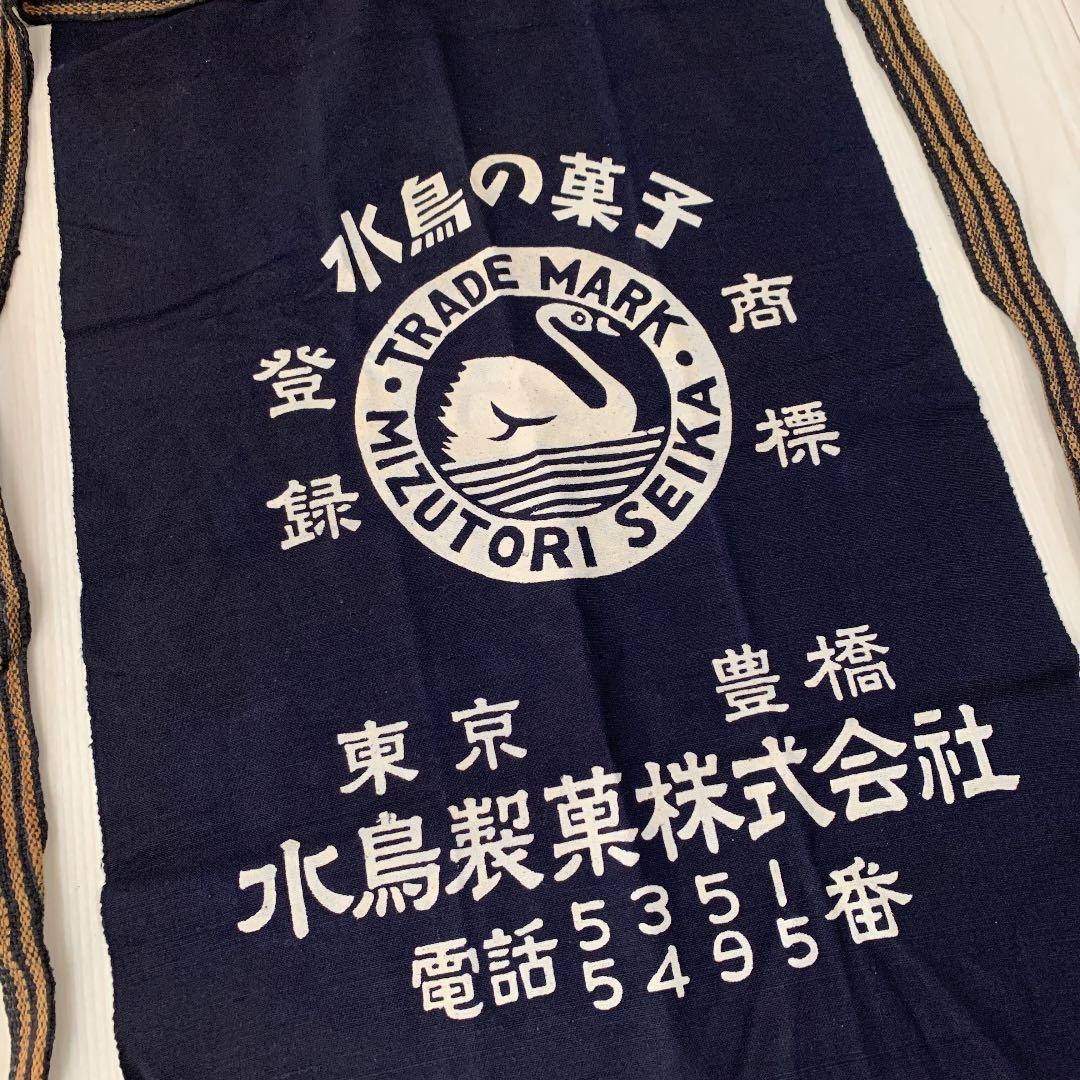 水鳥の菓子
・TRADE MARK・
MIZUTORI SEIKA
商標
登録
東京 豊橋
水鳥製菓株式会社
電話 5351 番
5495